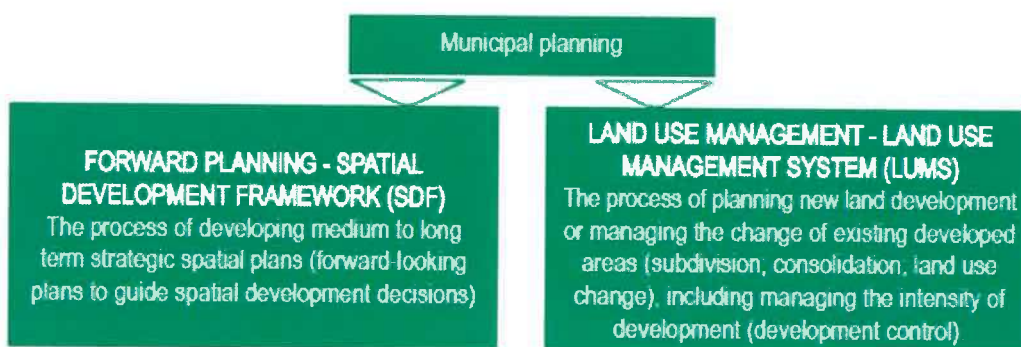 Municipal planning
FORWARD PLANNING - SPATIAL
DEVELOPMENT FRAMEWORK (SDF)
The process of developing medium to long
term strategic spatial plans (forward-looking
plans to guide spatial development decisions)
LAND USE MANAGEMENT - LAND USE
MANAGEMENT SYSTEM (LUMS)
The process of planning new land development
or managing the change of existing developed
areas (subdivision, consolidation, land use
change), including managing the intensity of
development (development control)